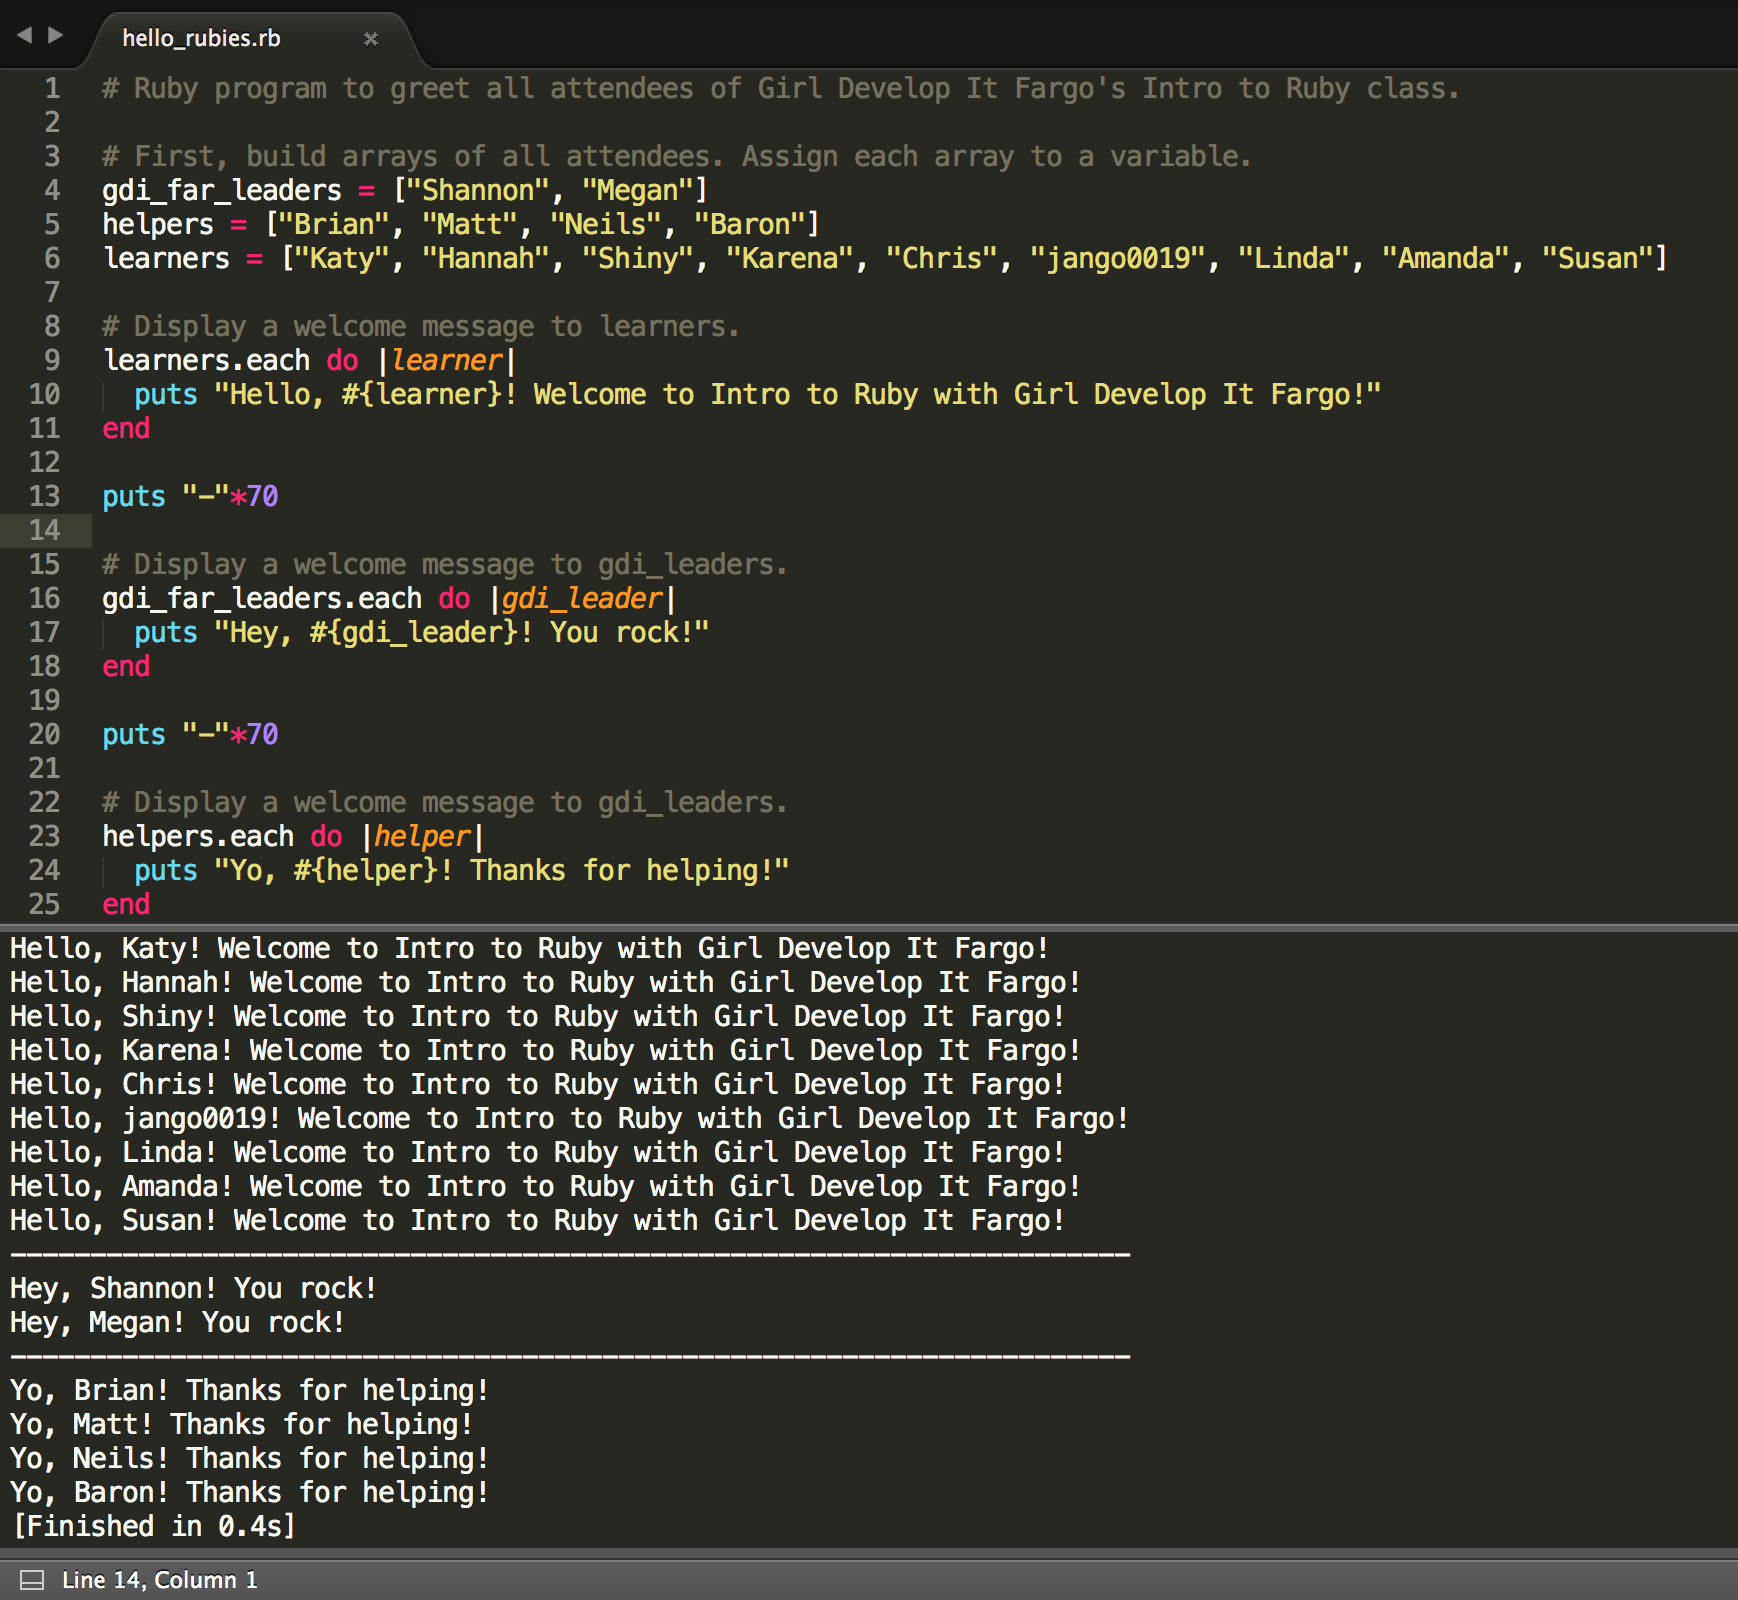 hello_rubies.rb
1 # Ruby program to greet all attendees of Girl Develop It Fargo's Intro to Ruby class.
2
3 # First, build arrays of all attendees. Assign each array to a variable.
4 gdi_far_leaders = ["Shannon", "Megan"]
5 helpers = ["Brian", "Matt", "Neils", "Baron"]
6 learners = ["Katy", "Hannah", "Shiny", "Karena", "Chris", "jango0019", "Linda", "Amanda", "Susan"]
7
8 # Display a welcome message to learners.
9 learners.each do |learner|
10   puts "Hello, #{learner}! Welcome to Intro to Ruby with Girl Develop It Fargo!"
11 end
12
13 puts "-"*70
14
15 # Display a welcome message to gdi_leaders.
16 gdi_far_leaders.each do |gdi_leader|
17   puts "Hey, #{gdi_leader}! You rock!"
18 end
19
20 puts "-"*70
21
22 # Display a welcome message to gdi_leaders.
23 helpers.each do |helper|
24   puts "Yo, #{helper}! Thanks for helping!"
25 end
Hello, Katy! Welcome to Intro to Ruby with Girl Develop It Fargo!
Hello, Hannah! Welcome to Intro to Ruby with Girl Develop It Fargo!
Hello, Shiny! Welcome to Intro to Ruby with Girl Develop It Fargo!
Hello, Karena! Welcome to Intro to Ruby with Girl Develop It Fargo!
Hello, Chris! Welcome to Intro to Ruby with Girl Develop It Fargo!
Hello, jango0019! Welcome to Intro to Ruby with Girl Develop It Fargo!
Hello, Linda! Welcome to Intro to Ruby with Girl Develop It Fargo!
Hello, Amanda! Welcome to Intro to Ruby with Girl Develop It Fargo!
Hello, Susan! Welcome to Intro to Ruby with Girl Develop It Fargo!
----------------------------------------------------------------------
Hey, Shannon! You rock!
Hey, Megan! You rock!
----------------------------------------------------------------------
Yo, Brian! Thanks for helping!
Yo, Matt! Thanks for helping!
Yo, Neils! Thanks for helping!
Yo, Baron! Thanks for helping!
[Finished in 0.4s]
Line 14, Column 1